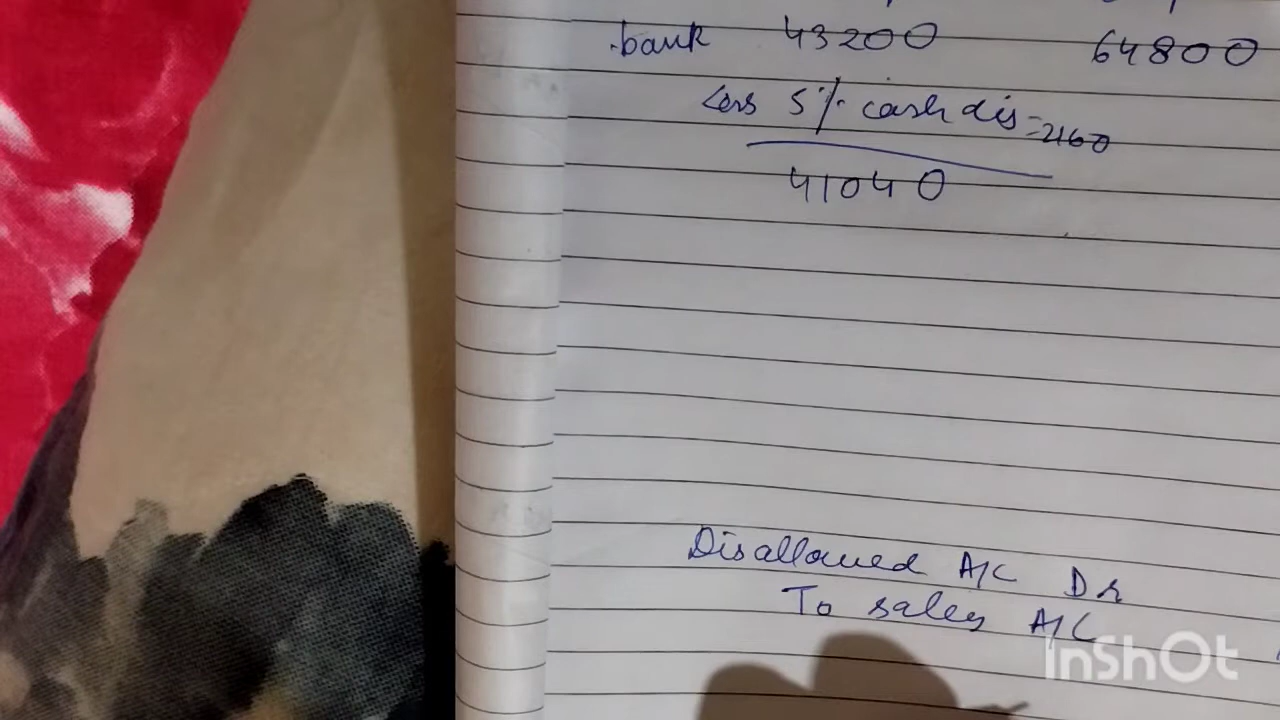 .bank 43200 64800
Less 5% cash dis = 2160
41040
Disallowed A/C Dr
To sales A/C
InShOt